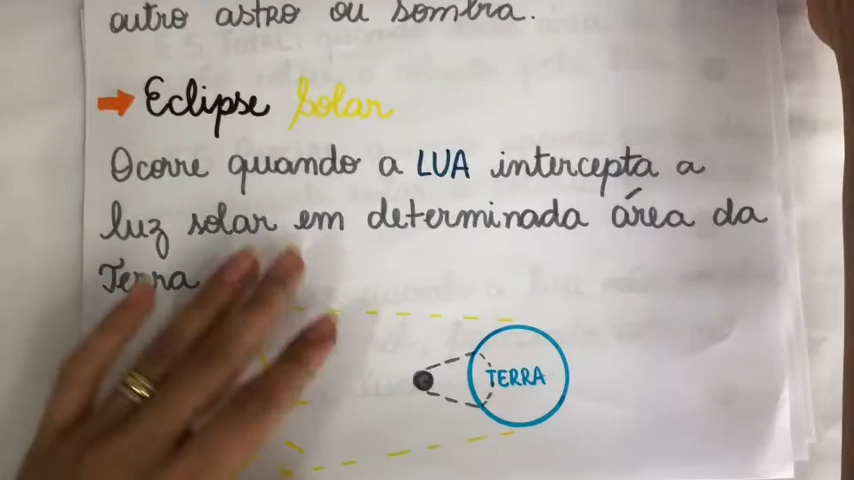 outro astro ou sombra.
Eclipse Solar
Ocorre quando a LUA intercepta a
luz solar em determinada área da
Terra
TERRA